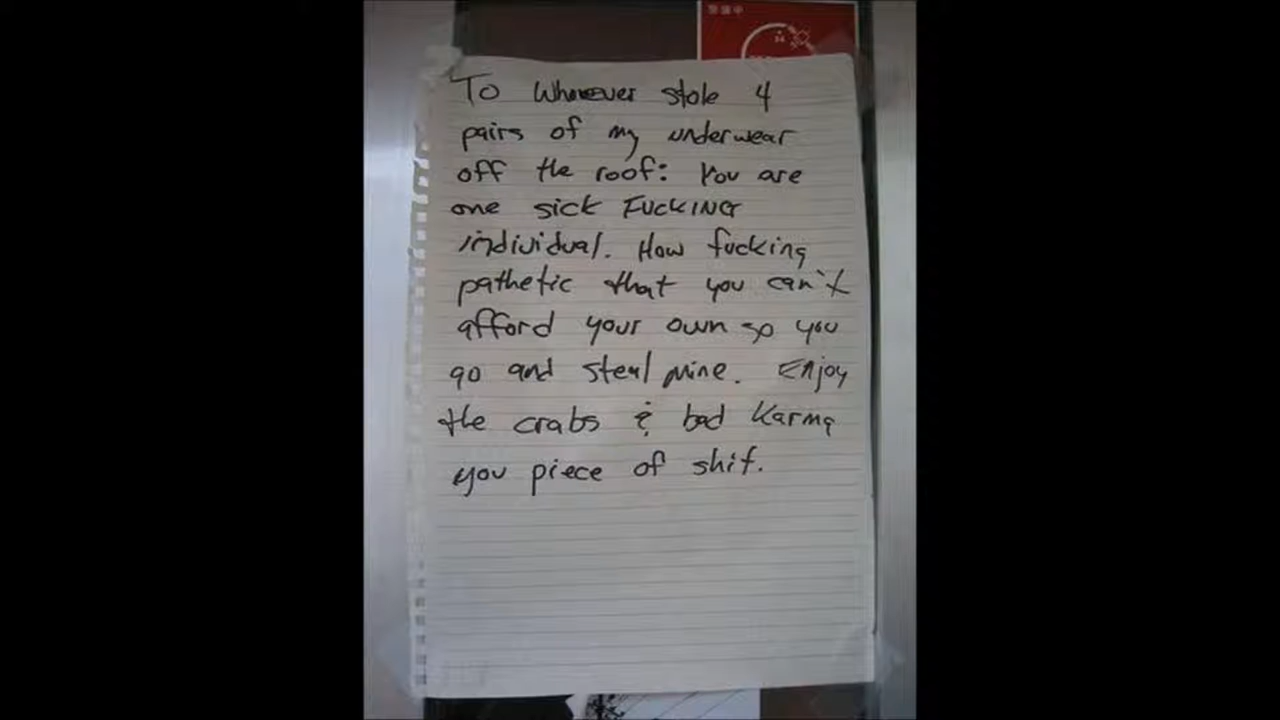 To Whomever stole 4
pairs of my underwear
off the roof: You are
one sick FUCKING
individual. How fucking
pathetic that you can't
afford your own so you
go and steal mine. Enjoy
the crabs & bad Karma
you piece of shit.